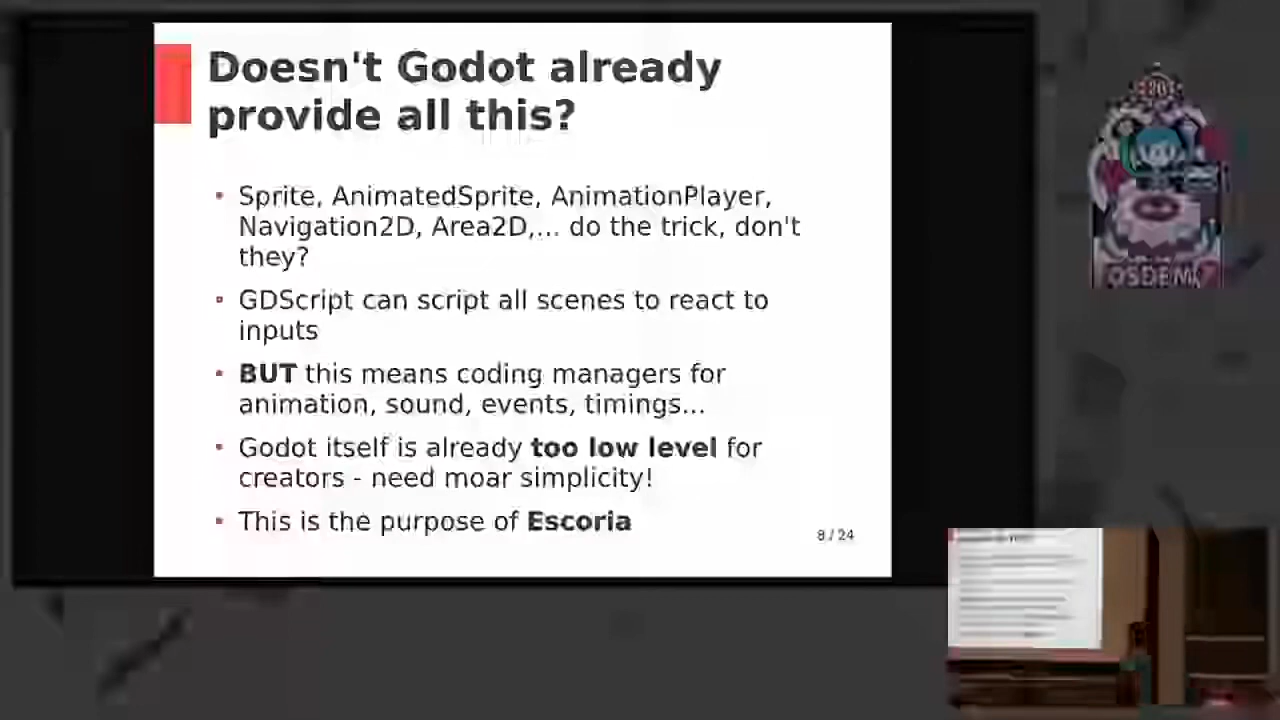 Doesn't Godot already
provide all this?
Sprite, AnimatedSprite, AnimationPlayer,
Navigation2D, Area2D,... do the trick, don't
they?
GDScript can script all scenes to react to
inputs
BUT this means coding managers for
animation, sound, events, timings...
Godot itself is already too low level for
creators - need moar simplicity!
This is the purpose of Escoria
8 / 24